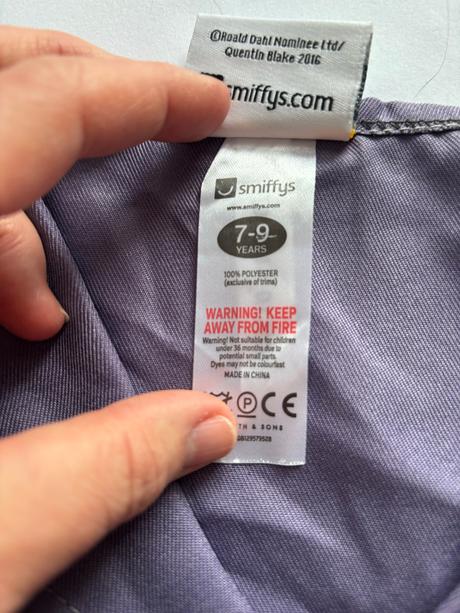 ©Roald Dahl Nominee Ltd/
Quentin Blake 2016
smiffys.com
smiffys
www.smiffys.com
7-9
YEARS
100% POLYESTER
(exclusive of trims)
WARNING! KEEP
AWAY FROM FIRE
Warning! Not suitable for children
under 36 months due to
potential small parts.
Dyes may not be colourfast
MADE IN CHINA
P CE
TH & SONS